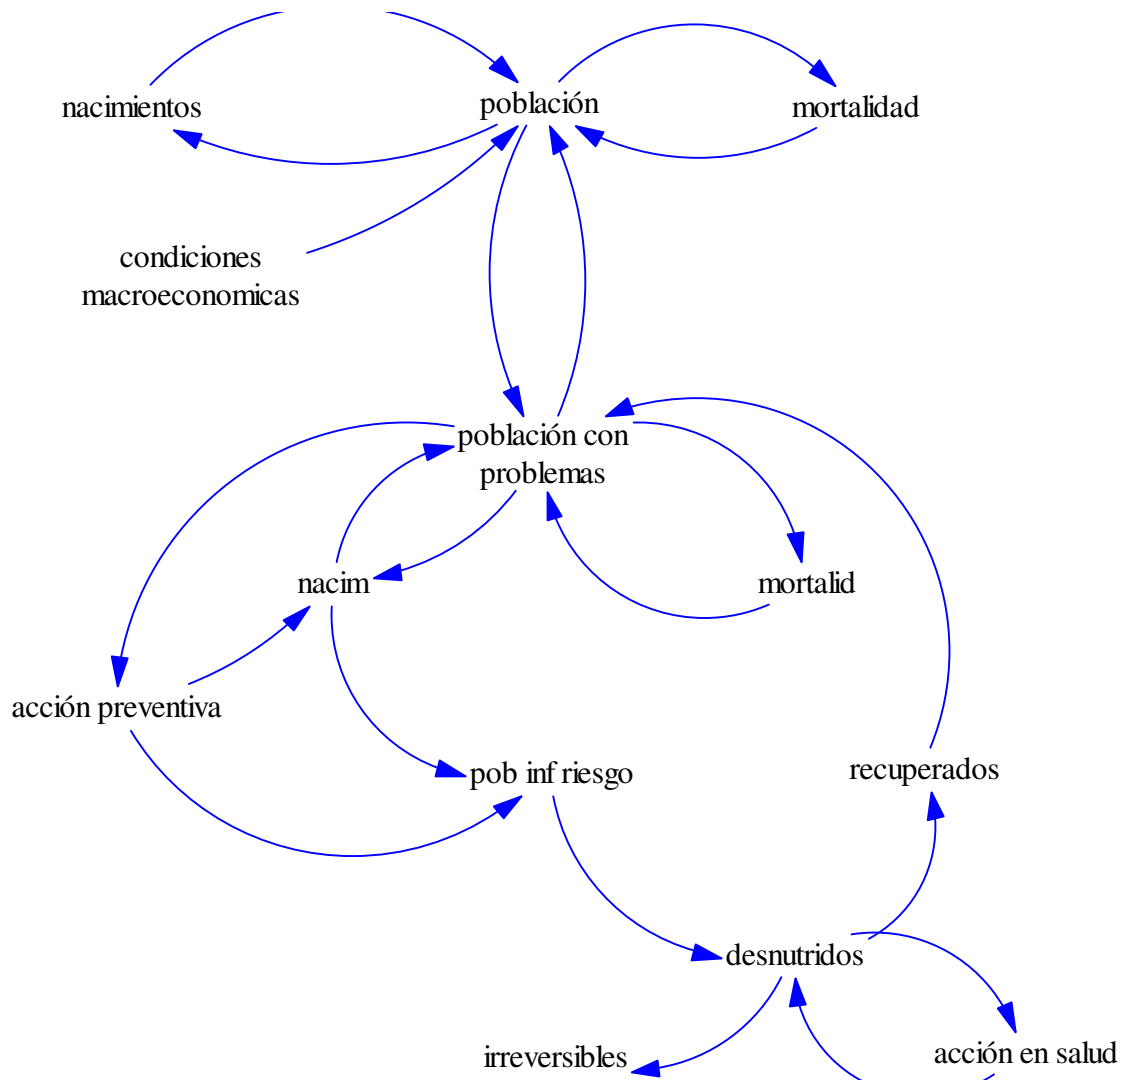 nacimientos
población
mortalidad
condiciones
macroeconomicas
población con
problemas
nacim
mortalid
acción preventiva
pob inf riesgo
recuperados
desnutridos
irreversibles
acción en salud